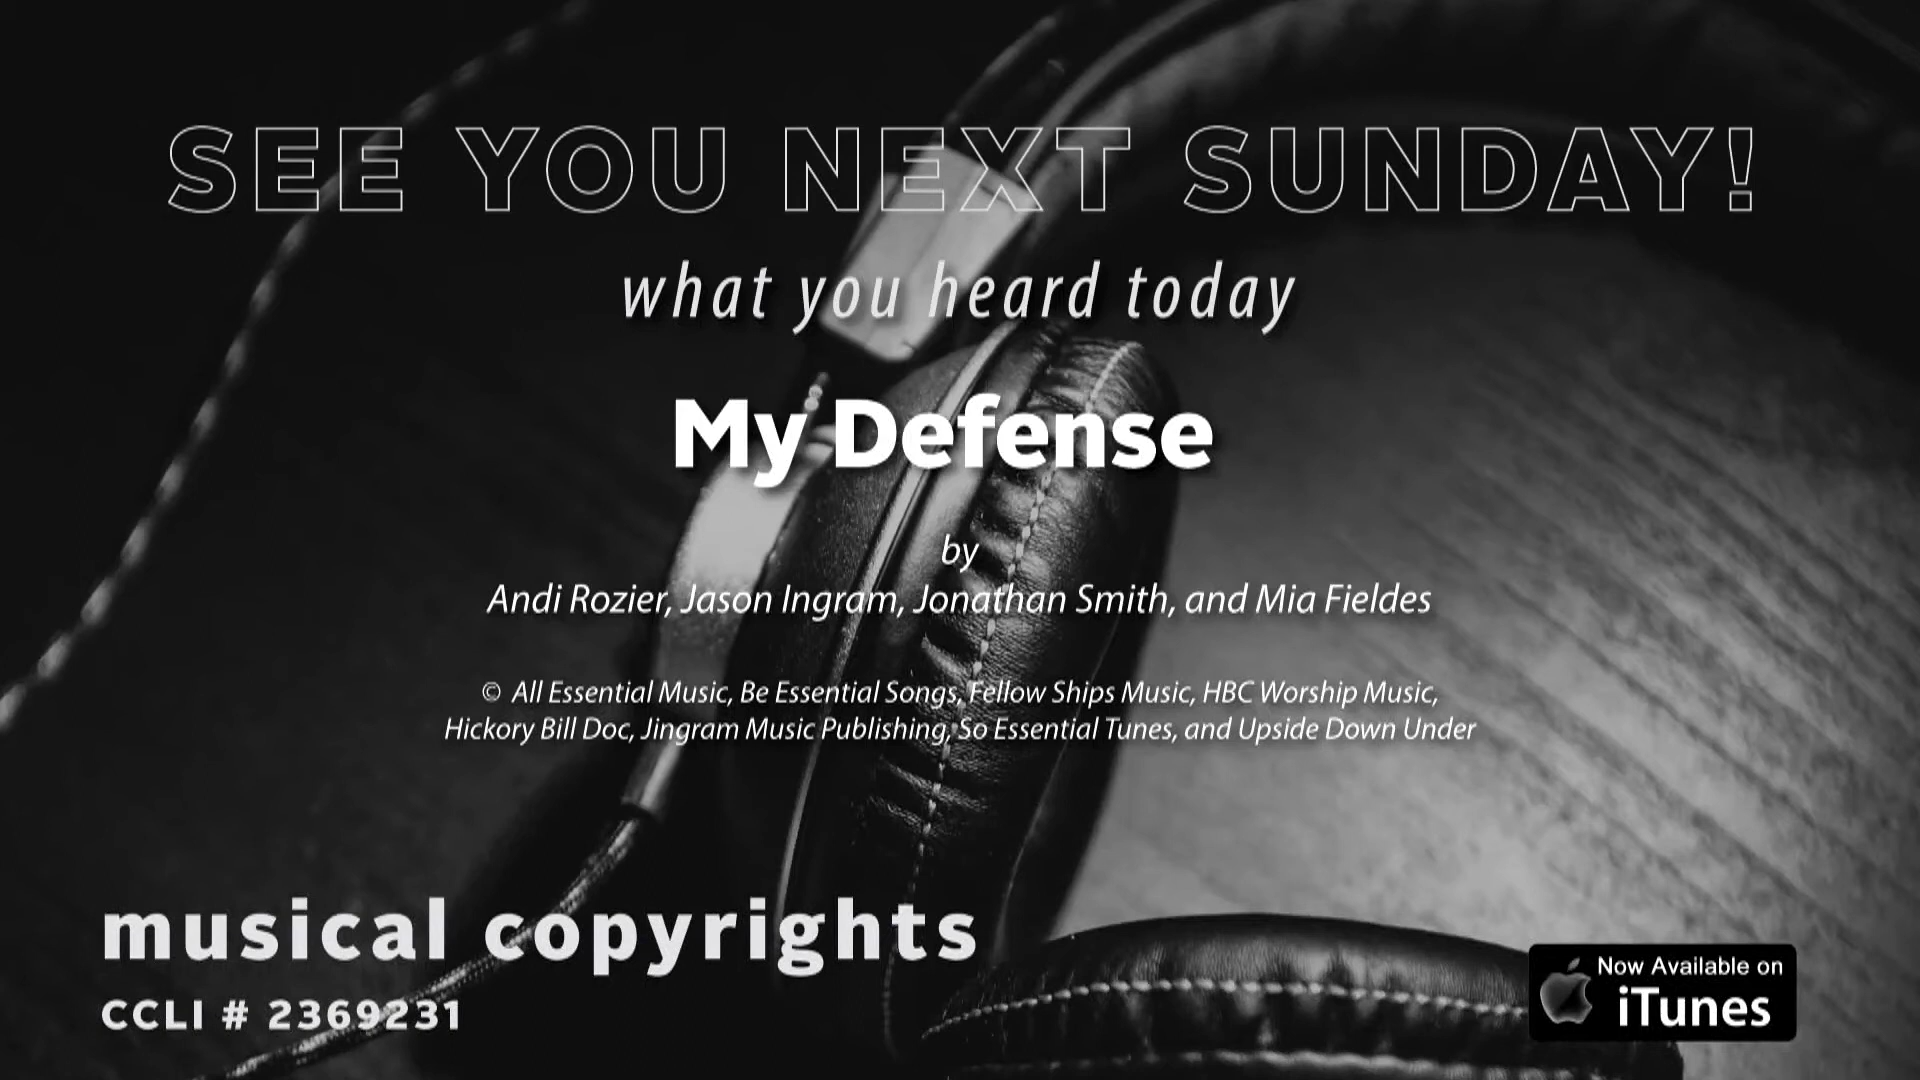 SEE YOU NEXT SUNDAY!
what you heard today
My Defense
by
Andi Rozier, Jason Ingram, Jonathan Smith, and Mia Fieldes
© All Essential Music, Be Essential Songs, Fellow Ships Music, HBC Worship Music,
Hickory Bill Doc, Jingram Music Publishing, So Essential Tunes, and Upside Down Under
musical copyrights
CCLI # 2369231
Now Available on
iTunes